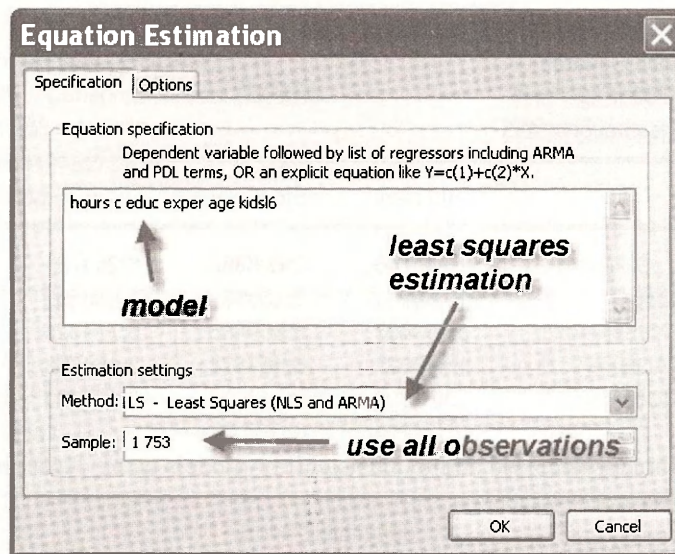 Equation Estimation
Specification
Options
Equation specification
Dependent variable followed by list of regressors including ARMA
and PDL terms, OR an explicit equation like Y=c(1)+c(2)*X.
hours c educ exper age kidsl6
least squares
estimation
model
Estimation settings
Method: LS - Least Squares (NLS and ARMA)
Sample: 1 753
use all observations
OK
Cancel